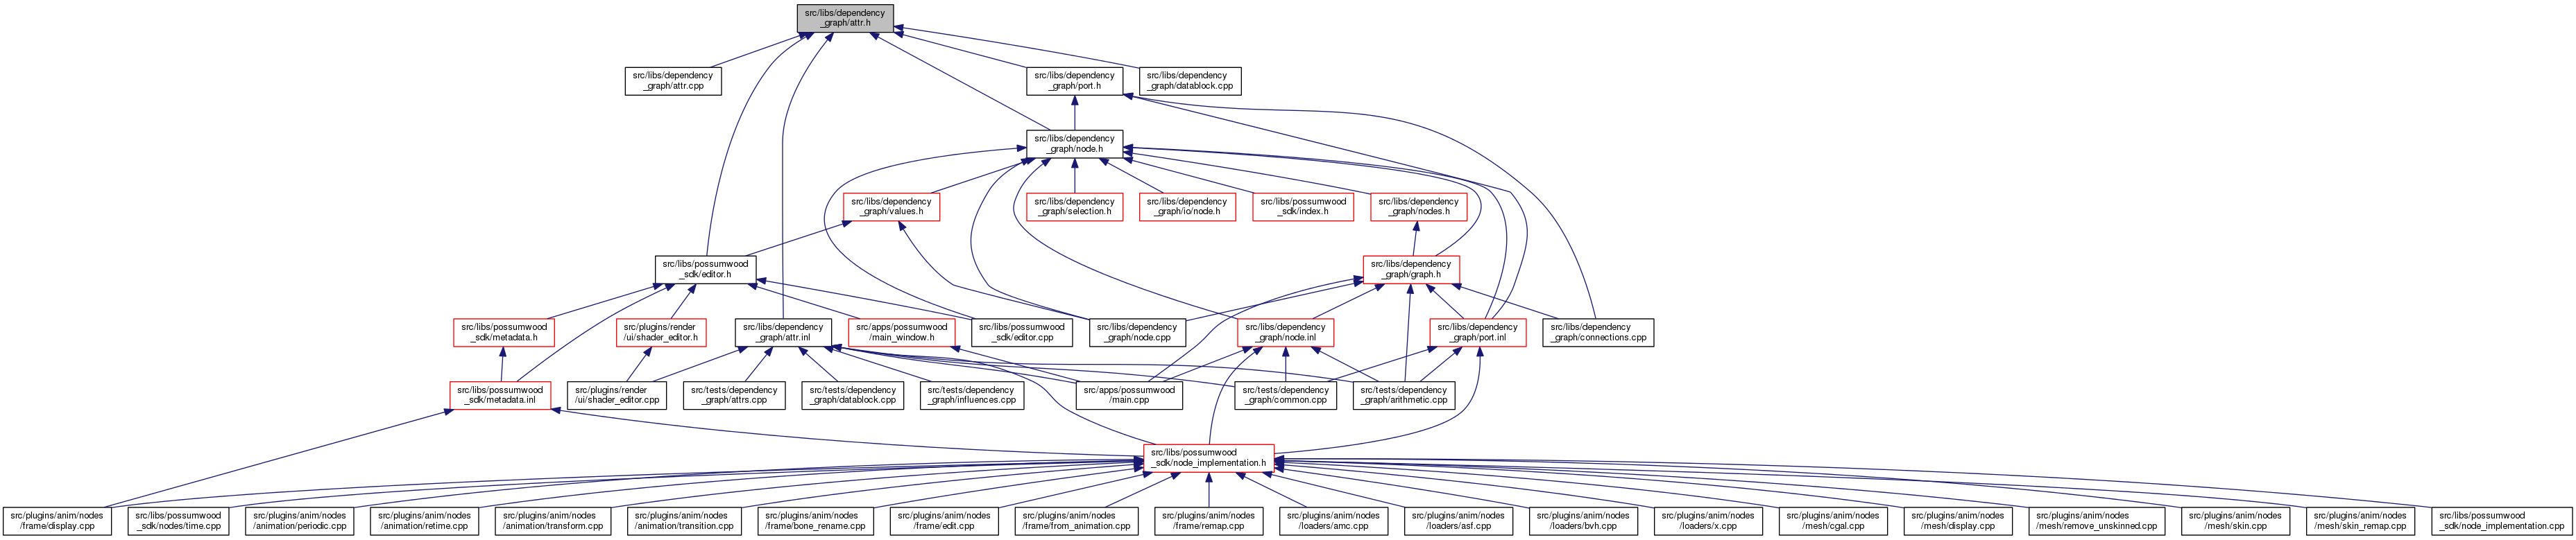 src/libs/dependency
_graph/attr.h
src/libs/dependency
_graph/attr.cpp
src/libs/dependency
_graph/port.h
src/libs/dependency
_graph/datablock.cpp
src/libs/dependency
_graph/node.h
src/libs/dependency
_graph/values.h
src/libs/dependency
_graph/selection.h
src/libs/dependency
_graph/io/node.h
src/libs/possumwood
_sdk/index.h
src/libs/dependency
_graph/nodes.h
src/libs/possumwood
_sdk/editor.h
src/libs/dependency
_graph/graph.h
src/libs/possumwood
_sdk/metadata.h
src/plugins/render
/ui/shader_editor.h
src/libs/dependency
_graph/attr.inl
src/apps/possumwood
/main_window.h
src/libs/possumwood
_sdk/editor.cpp
src/libs/dependency
_graph/node.cpp
src/libs/dependency
_graph/node.inl
src/libs/dependency
_graph/port.inl
src/libs/dependency
_graph/connections.cpp
src/libs/possumwood
_sdk/metadata.inl
src/plugins/render
/ui/shader_editor.cpp
src/tests/dependency
_graph/attrs.cpp
src/tests/dependency
_graph/datablock.cpp
src/tests/dependency
_graph/influences.cpp
src/apps/possumwood
/main.cpp
src/tests/dependency
_graph/common.cpp
src/tests/dependency
_graph/arithmetic.cpp
src/libs/possumwood
_sdk/node_implementation.h
src/plugins/anim/nodes
/frame/display.cpp
src/libs/possumwood
_sdk/nodes/time.cpp
src/plugins/anim/nodes
/animation/periodic.cpp
src/plugins/anim/nodes
/animation/retime.cpp
src/plugins/anim/nodes
/animation/transform.cpp
src/plugins/anim/nodes
/animation/transition.cpp
src/plugins/anim/nodes
/frame/bone_rename.cpp
src/plugins/anim/nodes
/frame/edit.cpp
src/plugins/anim/nodes
/frame/from_animation.cpp
src/plugins/anim/nodes
/frame/remap.cpp
src/plugins/anim/nodes
/loaders/amc.cpp
src/plugins/anim/nodes
/loaders/asf.cpp
src/plugins/anim/nodes
/loaders/bvh.cpp
src/plugins/anim/nodes
/loaders/x.cpp
src/plugins/anim/nodes
/mesh/cgal.cpp
src/plugins/anim/nodes
/mesh/display.cpp
src/plugins/anim/nodes
/mesh/remove_unskinned.cpp
src/plugins/anim/nodes
/mesh/skin.cpp
src/plugins/anim/nodes
/mesh/skin_remap.cpp
src/libs/possumwood
_sdk/node_implementation.cpp